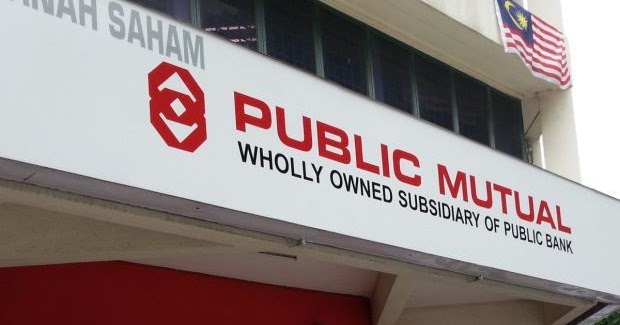 SAHAM
PUBLIC MUTUAL
WHOLLY OWNED SUBSIDIARY OF PUBLIC BANK